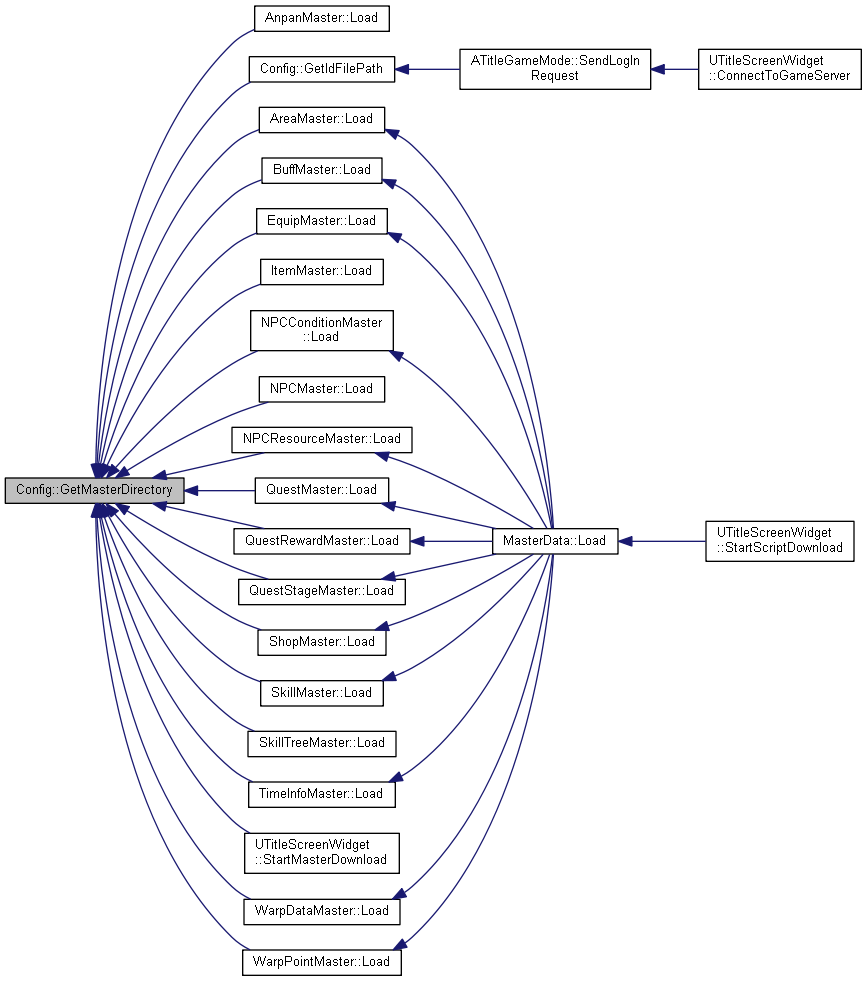 AnpanMaster::Load
Config::GetIdFilePath
ATitleGameMode::SendLogIn
Request
UTitleScreenWidget
::ConnectToGameServer
AreaMaster::Load
BuffMaster::Load
EquipMaster::Load
ItemMaster::Load
NPCConditionMaster
::Load
NPCMaster::Load
NPCResourceMaster::Load
Config::GetMasterDirectory
QuestMaster::Load
QuestRewardMaster::Load
MasterData::Load
UTitleScreenWidget
::StartScriptDownload
QuestStageMaster::Load
ShopMaster::Load
SkillMaster::Load
SkillTreeMaster::Load
TimeInfoMaster::Load
UTitleScreenWidget
::StartMasterDownload
WarpDataMaster::Load
WarpPointMaster::Load